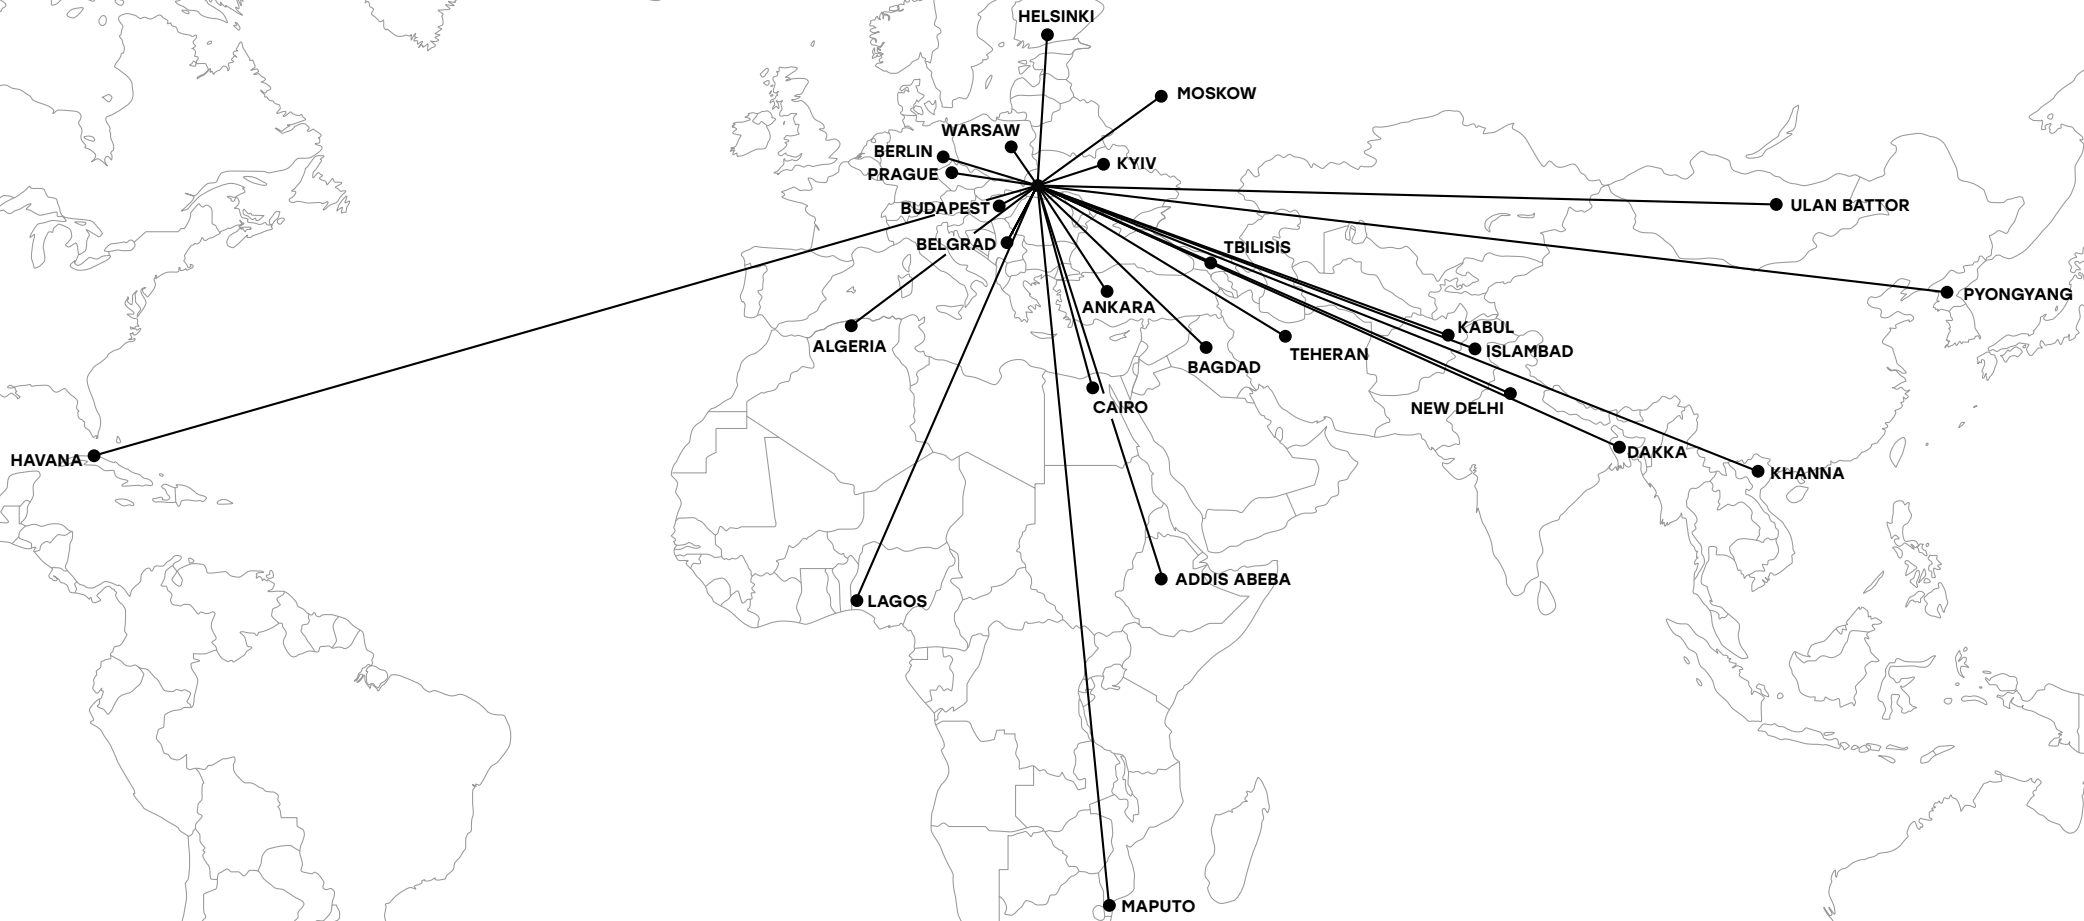 HELSINKI
MOSKOW
WARSAW
BERLIN
KYIV
PRAGUE
BUDAPEST
ULAN BATTOR
BELGRAD
TBILISIS
PYONGYANG
ANKARA
KABUL
ALGERIA
ISLAMBAD
TEHERAN
BAGDAD
CAIRO
NEW DELHI
DAKKA
HAVANA
KHANNA
ADDIS ABEBA
LAGOS
MAPUTO